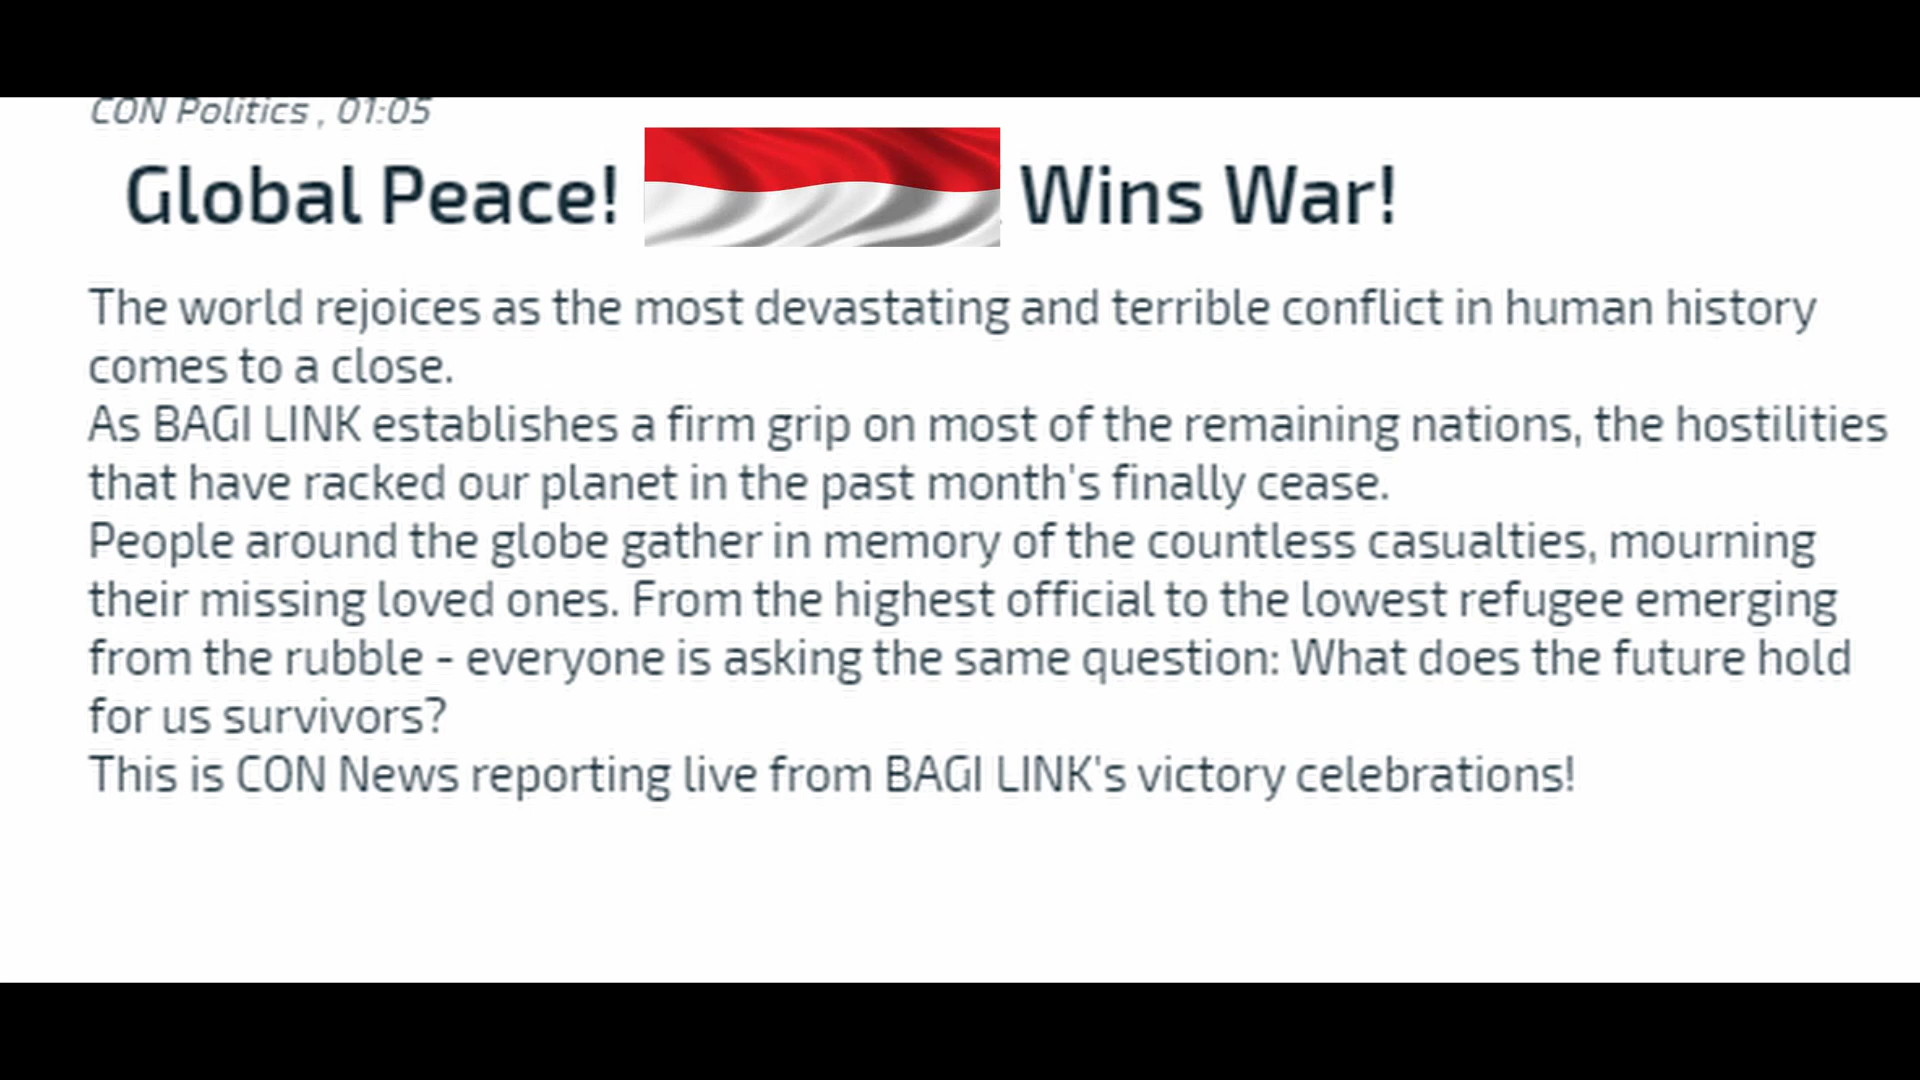 CON Politics , 01:05
Global Peace! Wins War!
The world rejoices as the most devastating and terrible conflict in human history
comes to a close.
As BAGI LINK establishes a firm grip on most of the remaining nations, the hostilities
that have racked our planet in the past month's finally cease.
People around the globe gather in memory of the countless casualties, mourning
their missing loved ones. From the highest official to the lowest refugee emerging
from the rubble - everyone is asking the same question: What does the future hold
for us survivors?
This is CON News reporting live from BAGI LINK's victory celebrations!